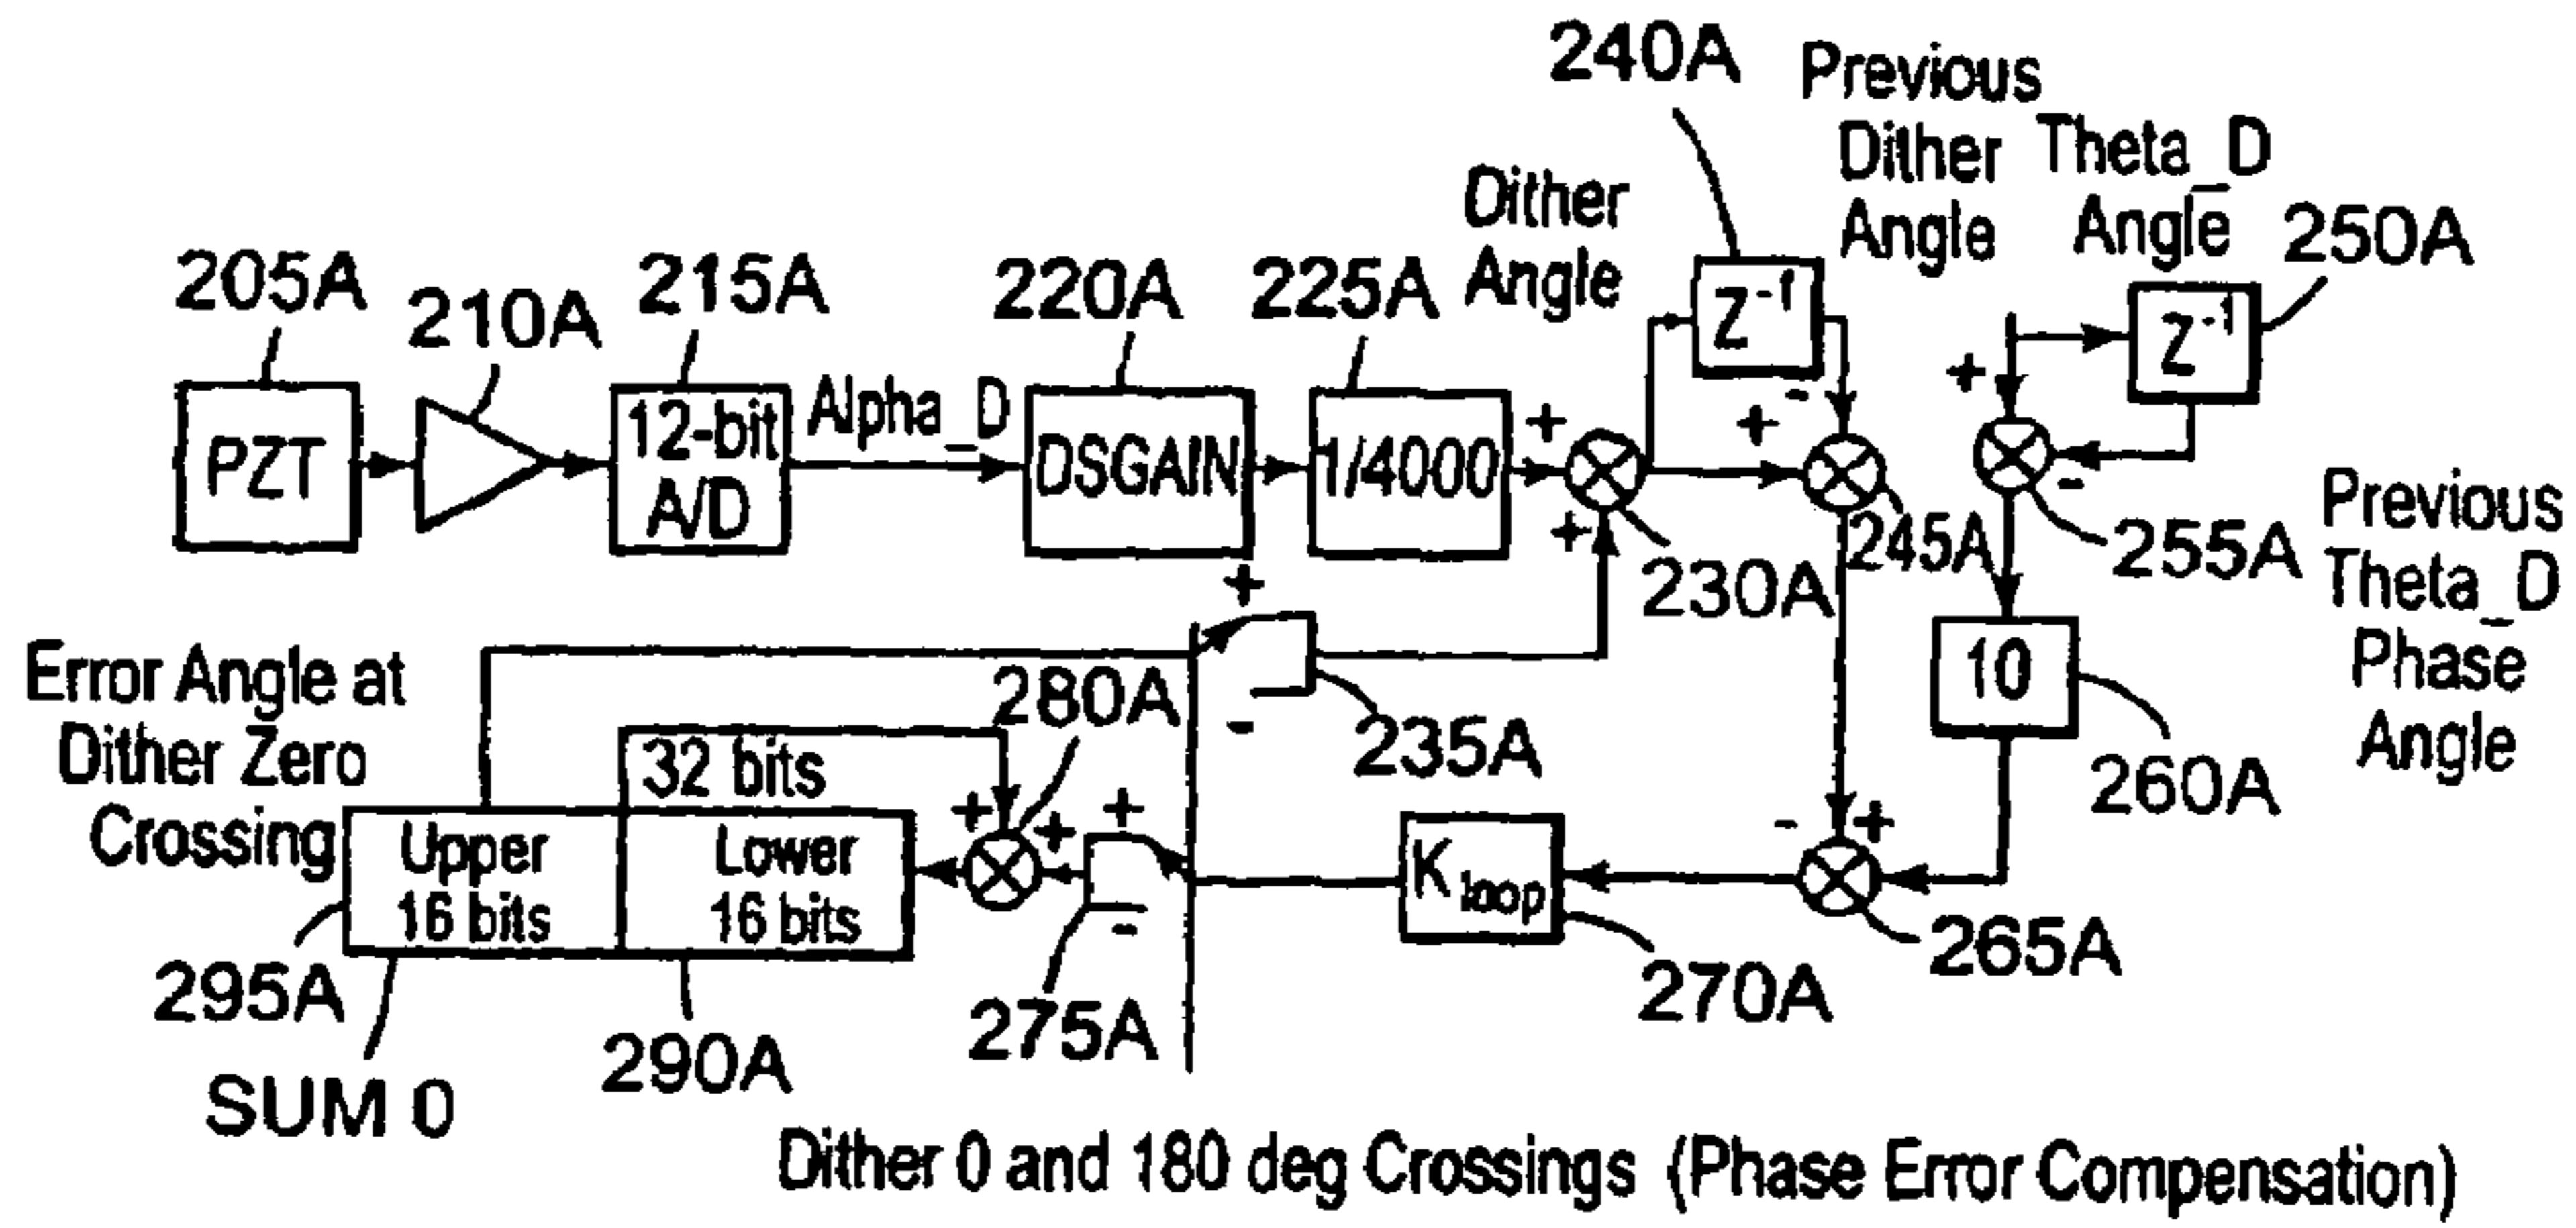 240A
Previous
Dither
Angle
Theta_D
Angle
250A
Dither
Angle
205A
210A
215A
220A
225A
Z⁻¹
Z⁻¹
PZT
12-bit
A/D
Alpha_D
DSGAIN
1/4000
+
+
-
+
+
-
245A
255A
230A
Previous
Theta_D
Phase
Angle
10
260A
+
-
235A
Error Angle at
Dither Zero
Crossing
280A
32 bits
Upper
16 bits
Lower
16 bits
+
+
+
-
K loop
-
+
265A
270A
275A
295A
290A
SUM 0
Dither 0 and 180 deg Crossings (Phase Error Compensation)